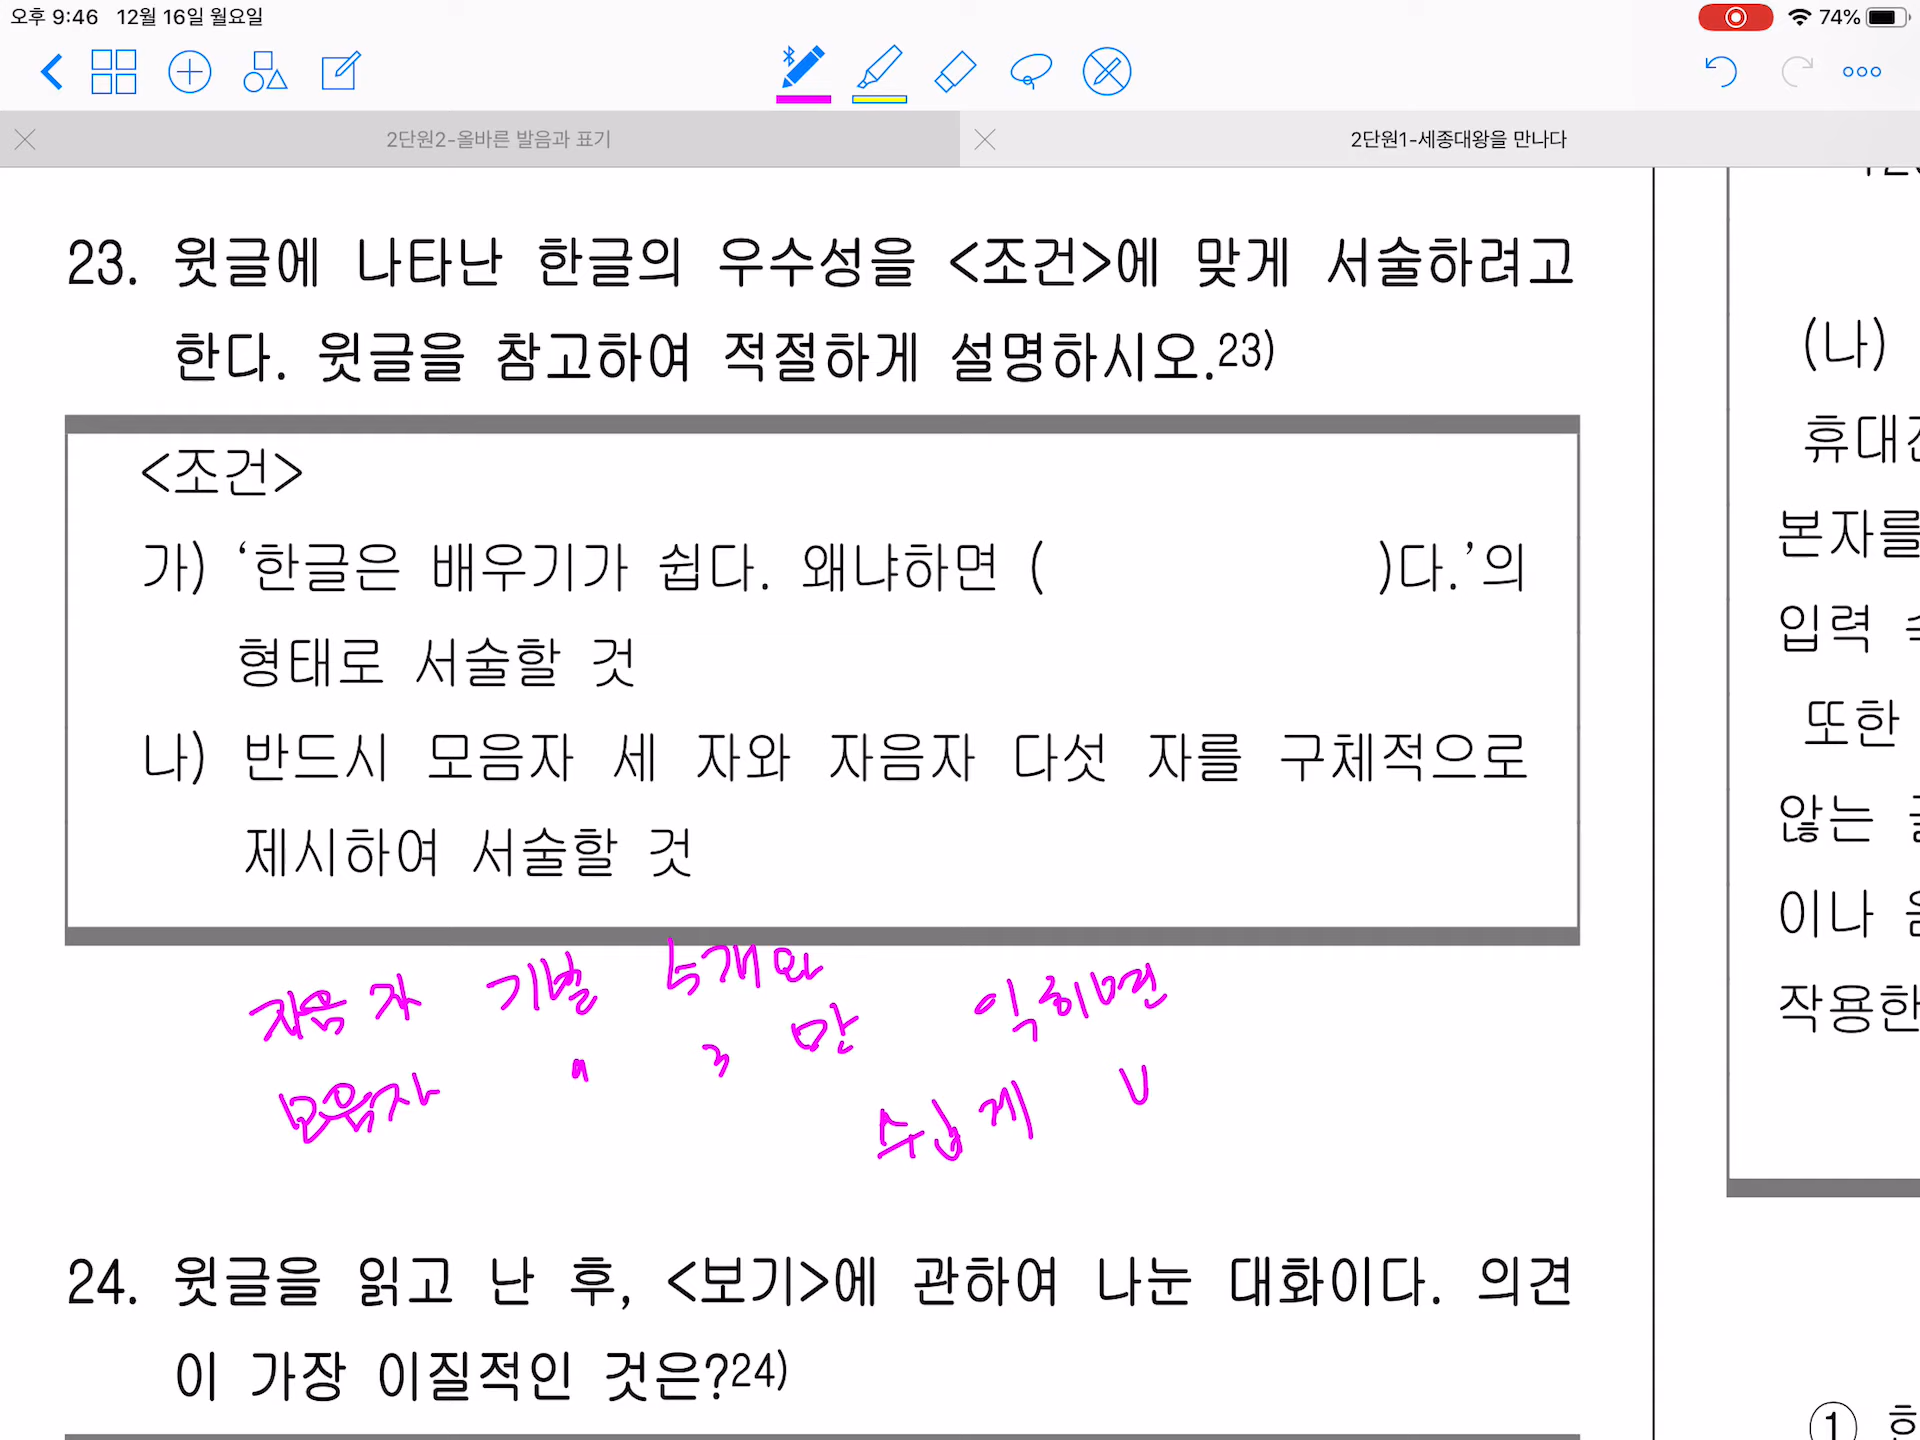 오후 9:46 12월 16일 월요일
74%
2단원2-올바른 발음과 표기
2단원1-세종대왕을 만나다
23. 윗글에 나타난 한글의 우수성을 <조건>에 맞게 서술하려고
한다. 윗글을 참고하여 적절하게 설명하시오.23)
<조건>
가) ‘한글은 배우기가 쉽다. 왜냐하면 ( )다.’의
형태로 서술할 것
나) 반드시 모음자 세 자와 자음자 다섯 자를 구체적으로
제시하여 서술할 것
자음자 기본 5개와
모음자 " 3 만 익히면
쉽게
24. 윗글을 읽고 난 후, <보기>에 관하여 나눈 대화이다. 의견
이 가장 이질적인 것은?24)
(나)
휴대전
본자를
입력
또한
않는
이나
작용한
①